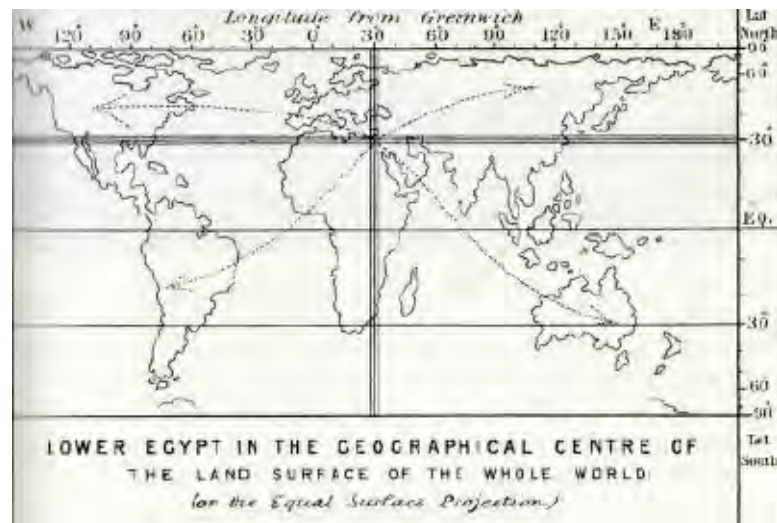 Longitude from Greenwich
W 120° 90° 60° 30 0° 30° 60° 90° 120° 150° E 180°
Lat
North
90°
60°
30°
EQ.
30°
60°
90°
Lat
South
LOWER EGYPT IN THE GEOGRAPHICAL CENTRE OF
THE LAND SURFACE OF THE WHOLE WORLD
(on the Equal Surface Projection)